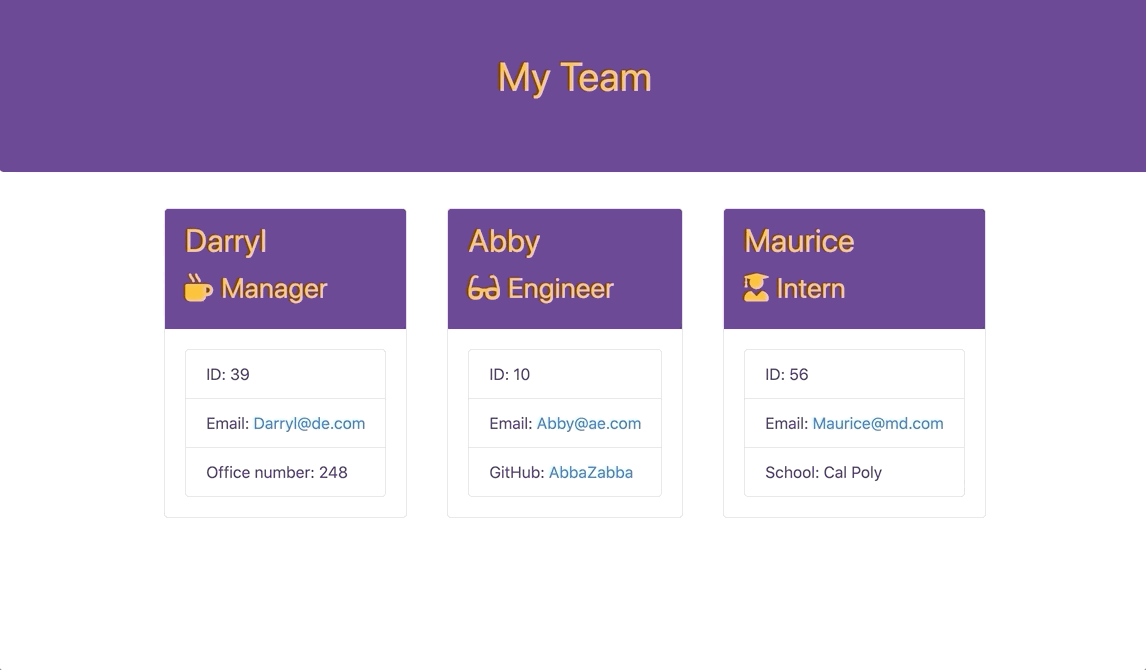 My Team
Darryl
Manager
ID: 39
Email: Darryl@de.com
Office number: 248
Abby
Engineer
ID: 10
Email: Abby@ae.com
GitHub: AbbaZabba
Maurice
Intern
ID: 56
Email: Maurice@md.com
School: Cal Poly